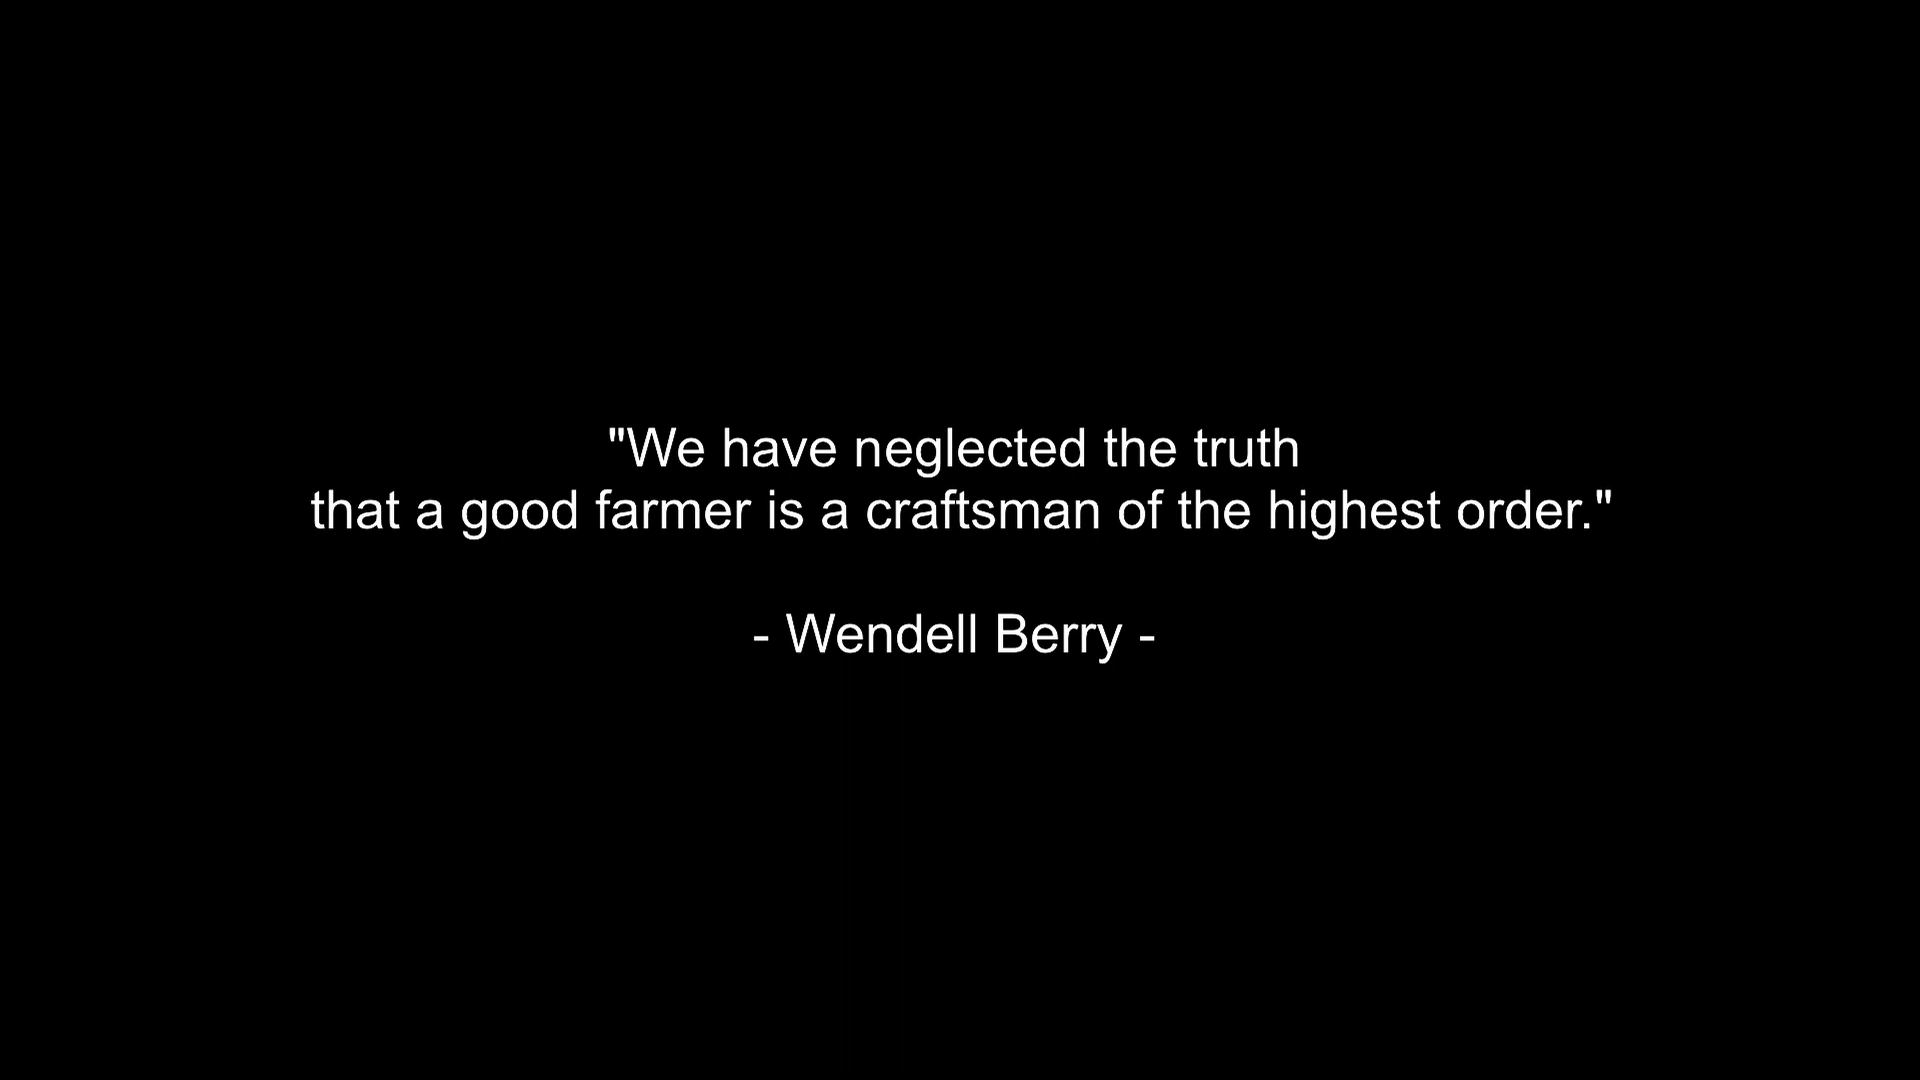 "We have neglected the truth
that a good farmer is a craftsman of the highest order."
- Wendell Berry -